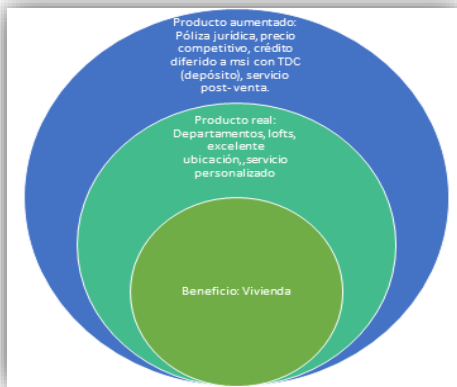 Producto aumentado:
Póliza jurídica, precio
competitivo, crédito
diferido a msi con TDC
(depósito), servicio
post- venta.
Producto real:
Departamentos, lofts,
excelente
ubicación,,servicio
personalizado
Beneficio: Vivienda